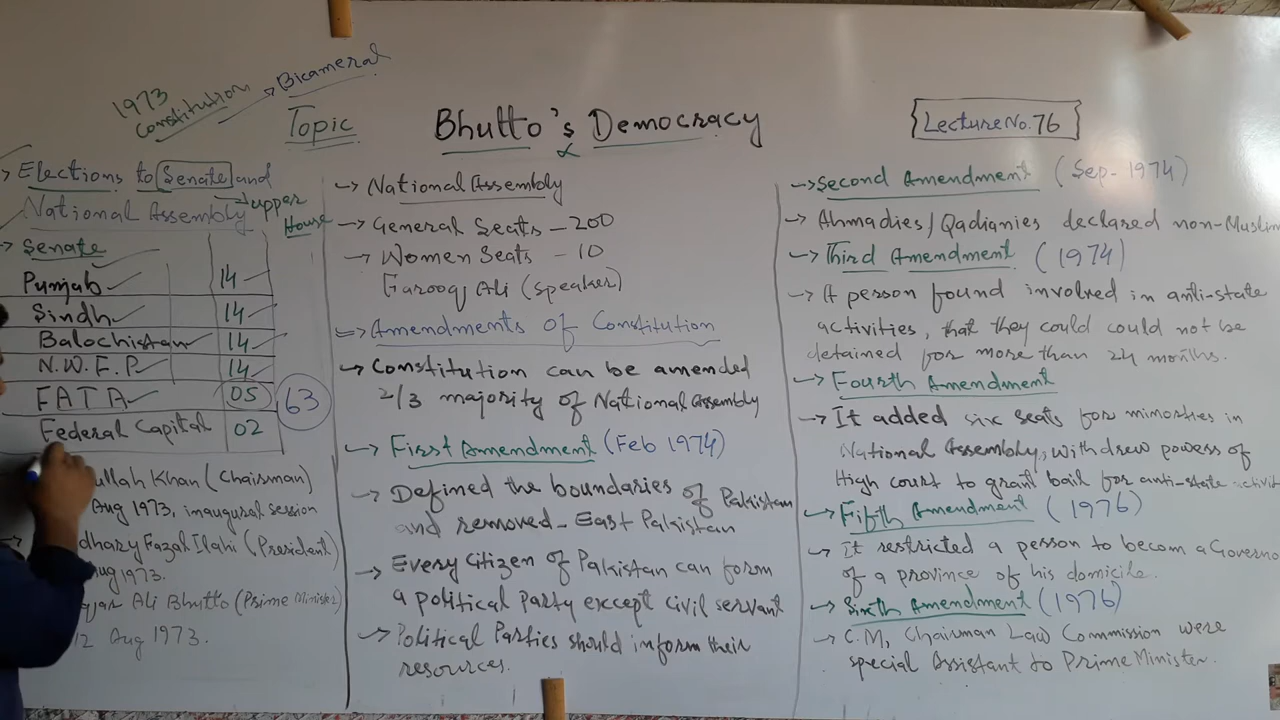 1973
Constitution → Bicameral
Topic
Bhutto's Democracy
Lecture No. 76
→ Elections to Senate and
National Assembly → upper
House
→ Senate
Punjab 14
Sindh 14
Balochistan 14
N.W.F.P 14
FATA 05
63
Federal Capital 02
ullah Khan (Chairman)
Aug 1973, inaugural session
dhary Fazal Ilahi (President)
Aug 1973.
Ali Bhutto (Prime Minister)
12 Aug 1973.
→ National Assembly
→ General Seats - 200
→ Women Seats - 10
Farooq Ali (Speaker)
→ Amendments of Constitution
→ Constitution can be amended
2/3 majority of National Assembly
→ First Amendment (Feb 1974)
→ Defined the boundaries of Pakistan
and removed - East Pakistan
→ Every Citizen of Pakistan can form
a political party except civil servant
→ Political Parties should inform their
resources.
→ Second Amendment (Sep - 1974)
→ Ahmadies/Qadianies declared non-Muslim
→ Third Amendment (1974)
→ A person found involved in anti-state
activities, that they could could not be
detained for more than 24 months.
→ Fourth Amendment
→ It added six seats for minorties in
National Assembly, withdrew powers of
High court to grant bail for anti-state activit
→ Fifth Amendment (1976)
→ It restricted a person to becom a Governo
of a province of his domicile.
→ Sixth Amendment (1976)
→ C.M, Chairman Law Commission were
special Assistant to Prime Minister.